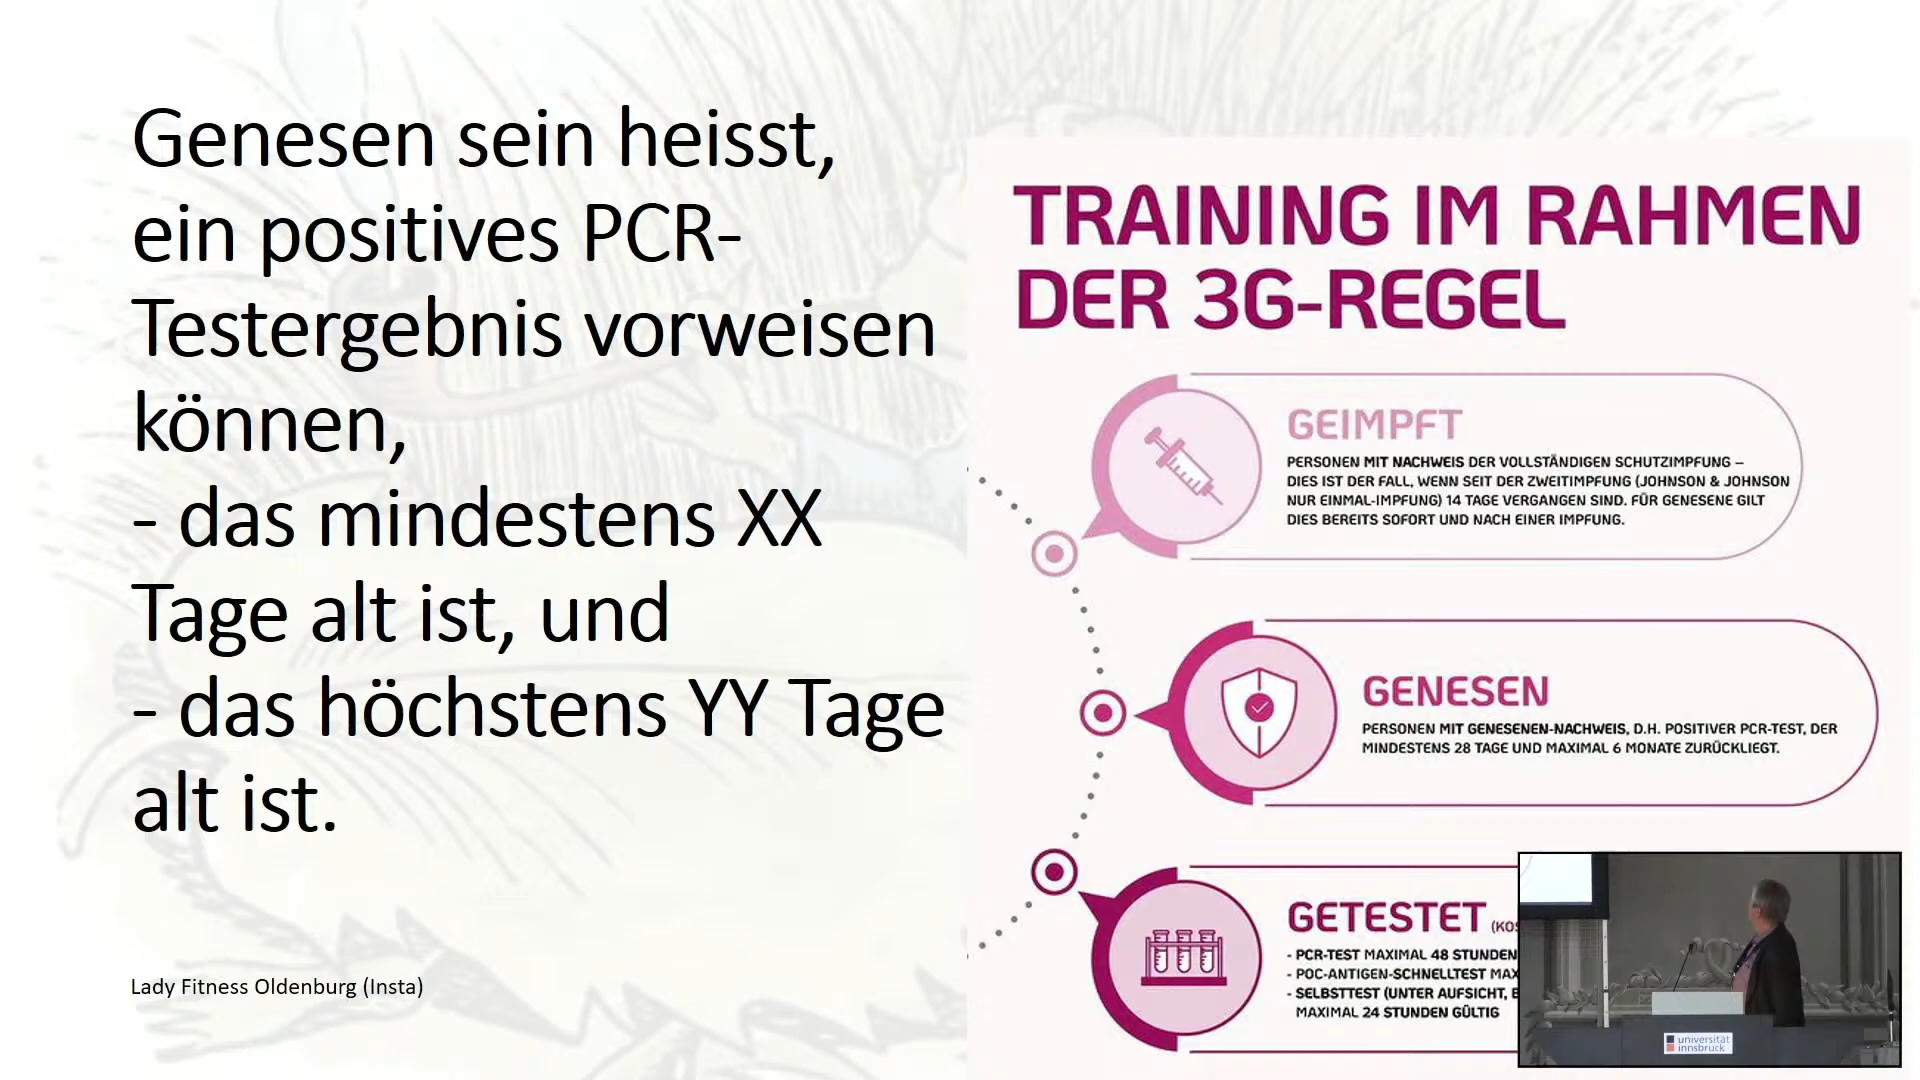 Genesen sein heisst,
ein positives PCR-
Testergebnis vorweisen
können,
- das mindestens XX
Tage alt ist, und
- das höchstens YY Tage
alt ist.
Lady Fitness Oldenburg (Insta)
TRAINING IM RAHMEN
DER 3G-REGEL
GEIMPFT
PERSONEN MIT NACHWEIS DER VOLLSTÄNDIGEN SCHUTZIMPFUNG –
DIES IST DER FALL, WENN SEIT DER ZWEITIMPFUNG (JOHNSON & JOHNSON
NUR EINMAL-IMPFUNG) 14 TAGE VERGANGEN SIND. FÜR GENESENE GILT
DIES BEREITS SOFORT UND NACH EINER IMPFUNG.
GENESEN
PERSONEN MIT GENESENEN-NACHWEIS, D.H. POSITIVER PCR-TEST, DER
MINDESTENS 28 TAGE UND MAXIMAL 6 MONATE ZURÜCKLIEGT.
GETESTET
- PCR-TEST MAXIMAL 48 STUNDEN
- POC-ANTIGEN-SCHNELLTEST
- SELBSTTEST (UNTER AUFSICHT,
MAXIMAL 24 STUNDEN GÜLTIG
universität
innsbruck